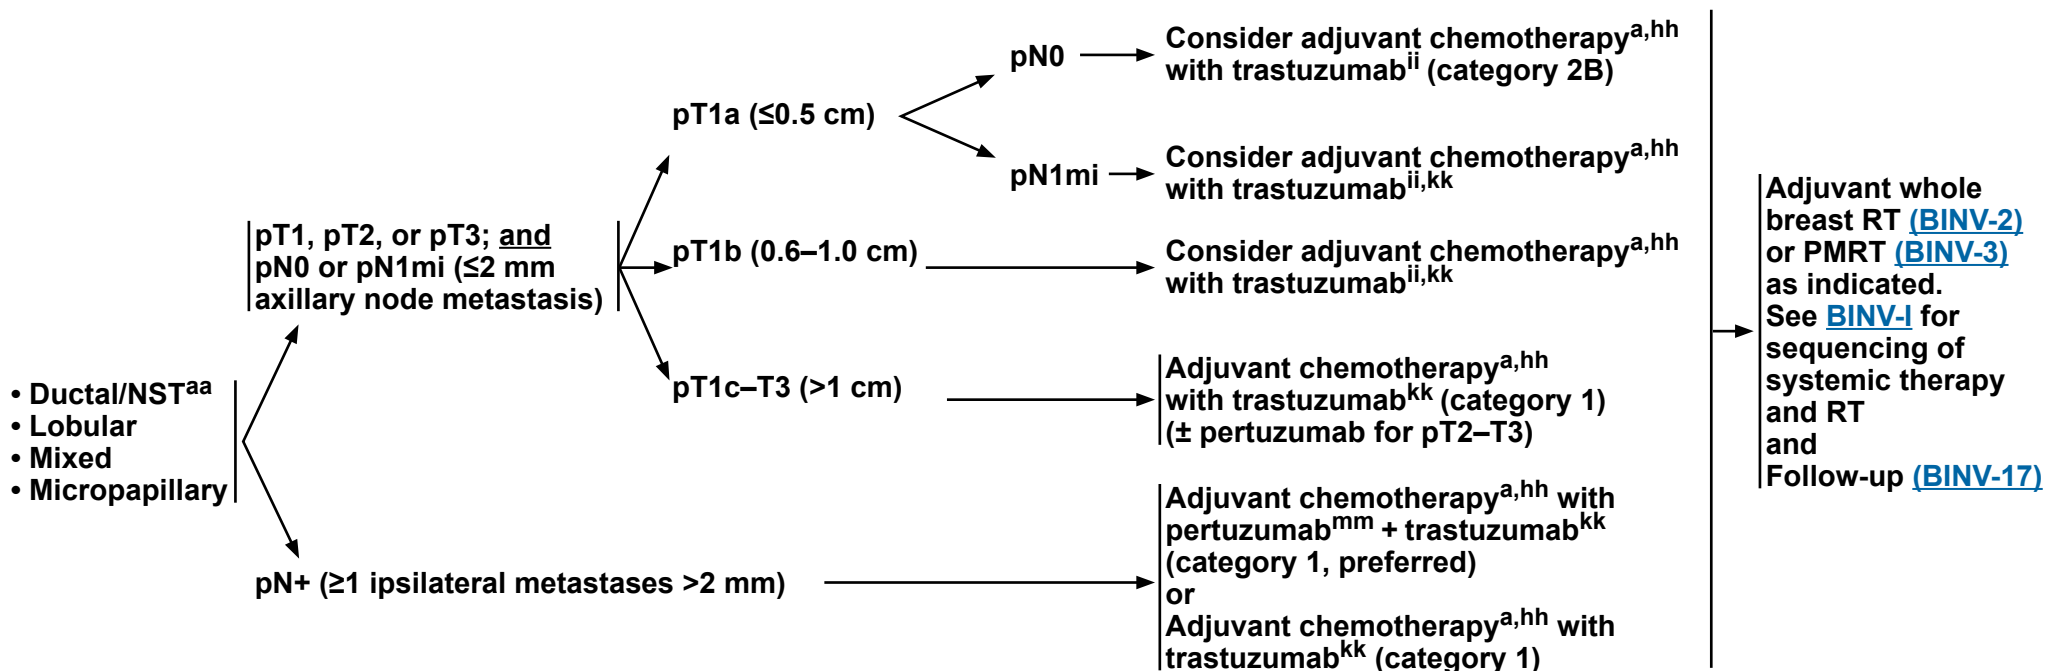 • Ductal/NSTaa
• Lobular
• Mixed
• Micropapillary
pT1, pT2, or pT3; and
pN0 or pN1mi (≤2 mm
axillary node metastasis)
pN+ (≥1 ipsilateral metastases >2 mm)
pT1a (≤0.5 cm)
pT1b (0.6–1.0 cm)
pT1c–T3 (>1 cm)
pN0
pN1mi
Consider adjuvant chemotherapya,hh
with trastuzumabii (category 2B)
Consider adjuvant chemotherapya,hh
with trastuzumabii,kk
Consider adjuvant chemotherapya,hh
with trastuzumabii,kk
Adjuvant chemotherapya,hh
with trastuzumabkk (category 1)
(± pertuzumab for pT2–T3)
Adjuvant chemotherapya,hh with
pertuzumabmm + trastuzumabkk
(category 1, preferred)
or
Adjuvant chemotherapya,hh with
trastuzumabkk (category 1)
Adjuvant whole
breast RT (BINV-2)
or PMRT (BINV-3)
as indicated.
See BINV-I for
sequencing of
systemic therapy
and RT
and
Follow-up (BINV-17)